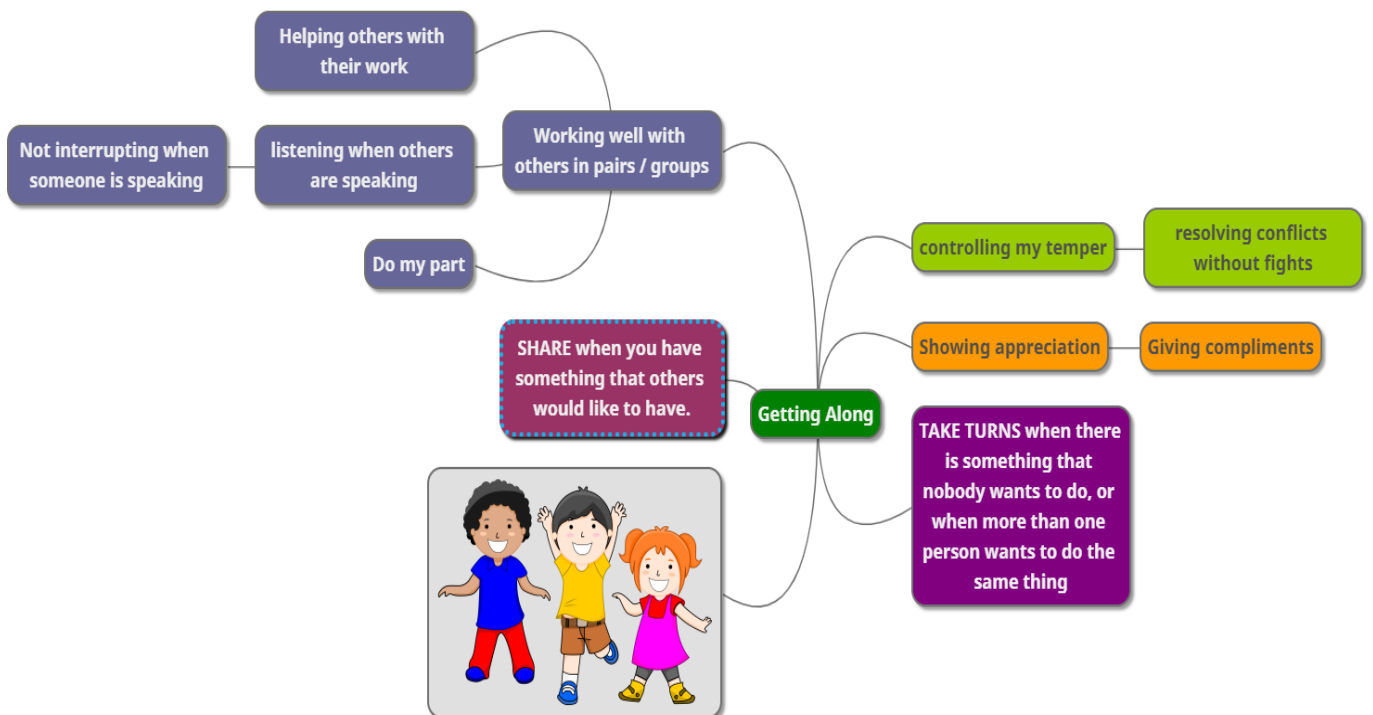 Helping others with
their work
Not interrupting when
someone is speaking
listening when others
are speaking
Working well with
others in pairs / groups
Do my part
SHARE when you have
something that others
would like to have.
Getting Along
controlling my temper
resolving conflicts
without fights
Showing appreciation
Giving compliments
TAKE TURNS when there
is something that
nobody wants to do, or
when more than one
person wants to do the
same thing